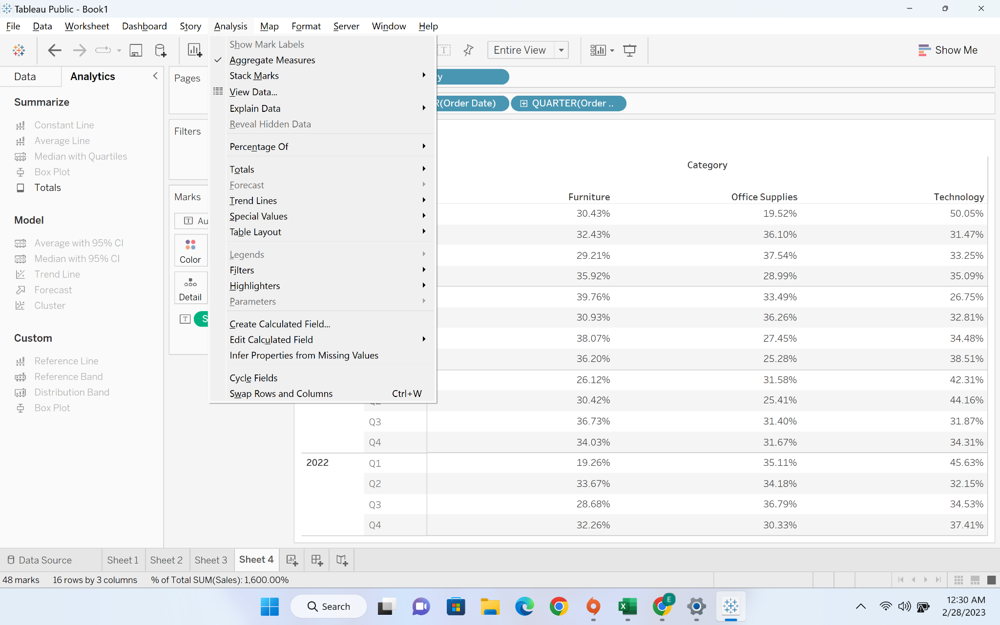 Tableau Public - Book1
File Data Worksheet Dashboard Story Analysis Map Format Server Window Help
T Entire View Show Me
Data Analytics
Summarize
Constant Line
Average Line
Median with Quartiles
Box Plot
Totals
Model
Average with 95% CI
Median with 95% CI
Trend Line
Forecast
Cluster
Custom
Reference Line
Reference Band
Distribution Band
Box Plot
Pages
Filters
Marks
T Au
Color
Detail
T S
Show Mark Labels
Aggregate Measures
Stack Marks
View Data...
Explain Data
Reveal Hidden Data
Percentage Of
Totals
Forecast
Trend Lines
Special Values
Table Layout
Legends
Filters
Highlighters
Parameters
Create Calculated Field...
Edit Calculated Field
Infer Properties from Missing Values
Cycle Fields
Swap Rows and Columns Ctrl+W
y
R(Order Date) QUARTER(Order ..
Category
Furniture Office Supplies Technology
30.43% 19.52% 50.05%
32.43% 36.10% 31.47%
29.21% 37.54% 33.25%
35.92% 28.99% 35.09%
39.76% 33.49% 26.75%
30.93% 36.26% 32.81%
38.07% 27.45% 34.48%
36.20% 25.28% 38.51%
26.12% 31.58% 42.31%
30.42% 25.41% 44.16%
Q3 36.73% 31.40% 31.87%
Q4 34.03% 31.67% 34.31%
2022 Q1 19.26% 35.11% 45.63%
Q2 33.67% 34.18% 32.15%
Q3 28.68% 36.79% 34.53%
Q4 32.26% 30.33% 37.41%
Data Source Sheet 1 Sheet 2 Sheet 3 Sheet 4
48 marks 16 rows by 3 columns % of Total SUM(Sales): 1,600.00%
Search X E 12:30 AM
2/28/2023